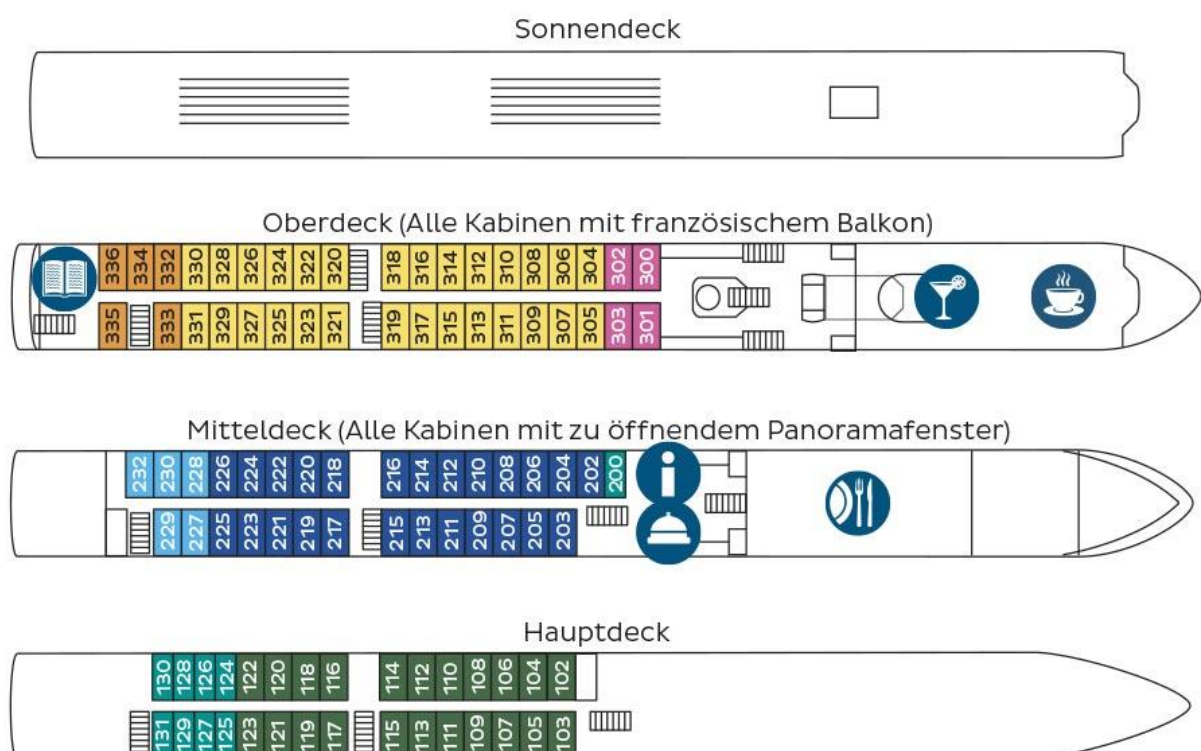 Sonnendeck
Oberdeck (Alle Kabinen mit französischem Balkon)
336 334 332 330 328 326 324 322 320 318 316 314 312 310 308 306 304 302 300
335 333 331 329 327 325 323 321 319 317 315 313 311 309 307 305 303 301
Mitteldeck (Alle Kabinen mit zu öffnendem Panoramafenster)
232 230 228 226 224 222 220 218 216 214 212 210 208 206 204 202 200
229 227 225 223 221 219 217 215 213 211 209 207 205 203
Hauptdeck
130 128 126 124 122 120 118 116 114 112 110 108 106 104 102
131 129 127 125 123 121 119 117 115 113 111 109 107 105 103